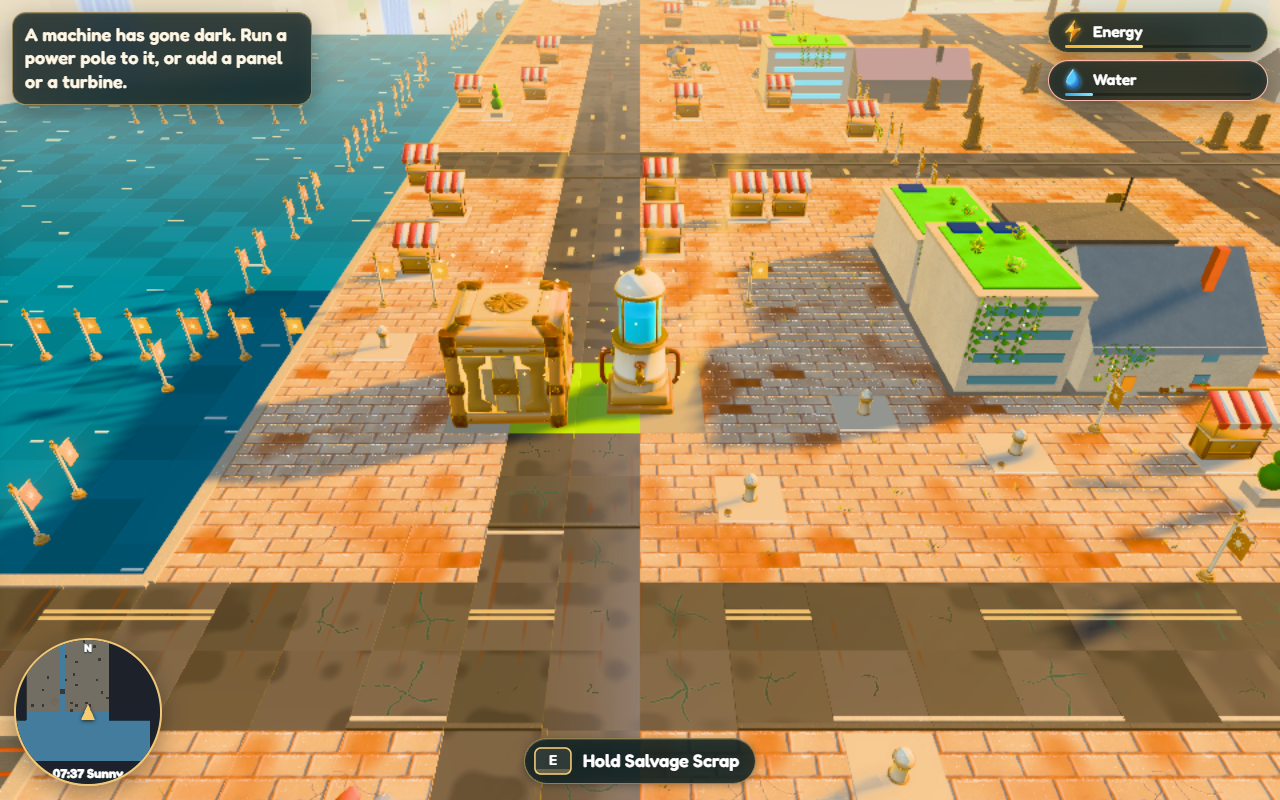 A machine has gone dark. Run a
power pole to it, or add a panel
or a turbine.
Energy
Water
N
07:37 Sunny
E Hold Salvage Scrap